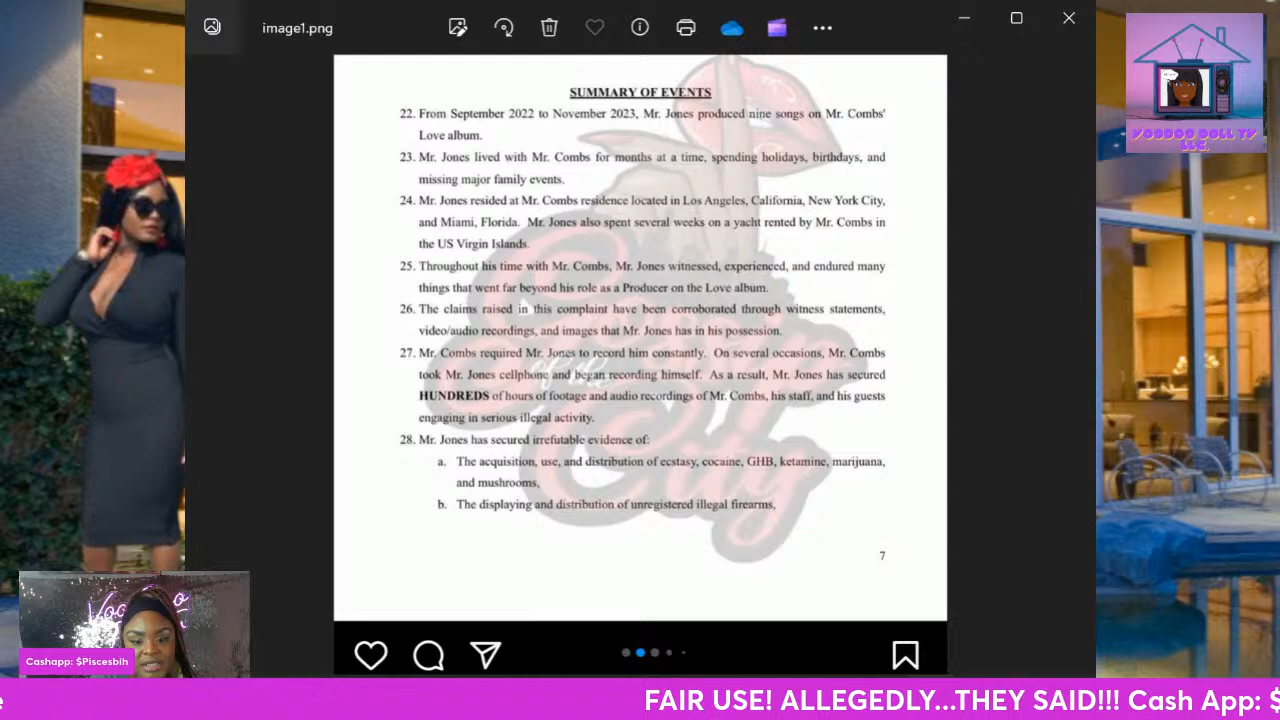 image1.png
SUMMARY OF EVENTS
22. From September 2022 to November 2023, Mr. Jones produced nine songs on Mr. Combs'
Love album.
23. Mr. Jones lived with Mr. Combs for months at a time, spending holidays, birthdays, and
missing major family events.
24. Mr. Jones resided at Mr. Combs residence located in Los Angeles, California, New York City,
and Miami, Florida. Mr. Jones also spent several weeks on a yacht rented by Mr. Combs in
the US Virgin Islands.
25. Throughout his time with Mr. Combs, Mr. Jones witnessed, experienced, and endured many
things that went far beyond his role as a Producer on the Love album.
26. The claims raised in this complaint have been corroborated through witness statements,
video/audio recordings, and images that Mr. Jones has in his possession.
27. Mr. Combs required Mr. Jones to record him constantly. On several occasions, Mr. Combs
took Mr. Jones cellphone and began recording himself. As a result, Mr. Jones has secured
HUNDREDS of hours of footage and audio recordings of Mr. Combs, his staff, and his guests
engaging in serious illegal activity.
28. Mr. Jones has secured irrefutable evidence of:
a. The acquisition, use, and distribution of ecstasy, cocaine, GHB, ketamine, marijuana,
and mushrooms,
b. The displaying and distribution of unregistered illegal firearms,
7
VOODOO DOLL TV
LLC.
Cashapp: $PIscesbih
e
FAIR USE! ALLEGEDLY...THEY SAID!!! Cash App: $